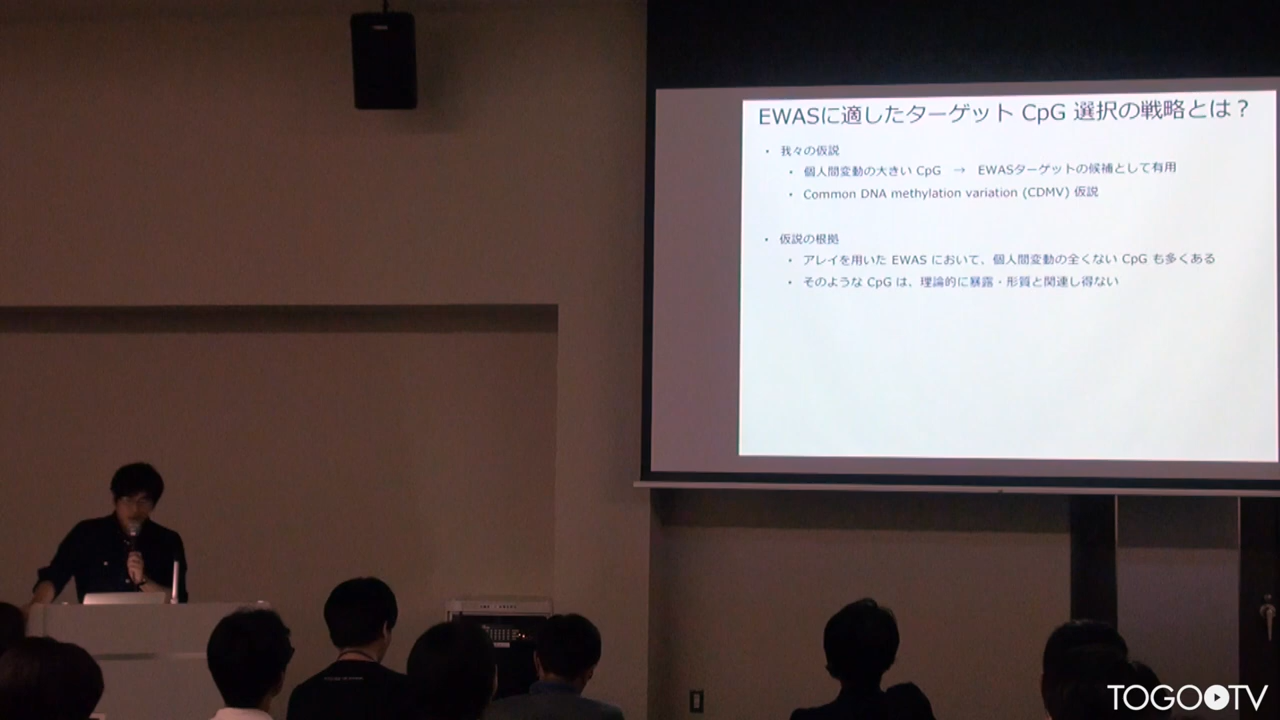 EWASに適したターゲット CpG 選択の戦略とは？
・ 我々の仮説
・ 個人間変動の大きい CpG → EWASターゲットの候補として有用
・ Common DNA methylation variation (CDMV) 仮説
・ 仮説の根拠
・ アレイを用いた EWAS において、個人間変動の全くない CpG も多くある
・ そのような CpG は、理論的に暴露・形質と関連し得ない
TOGOTV